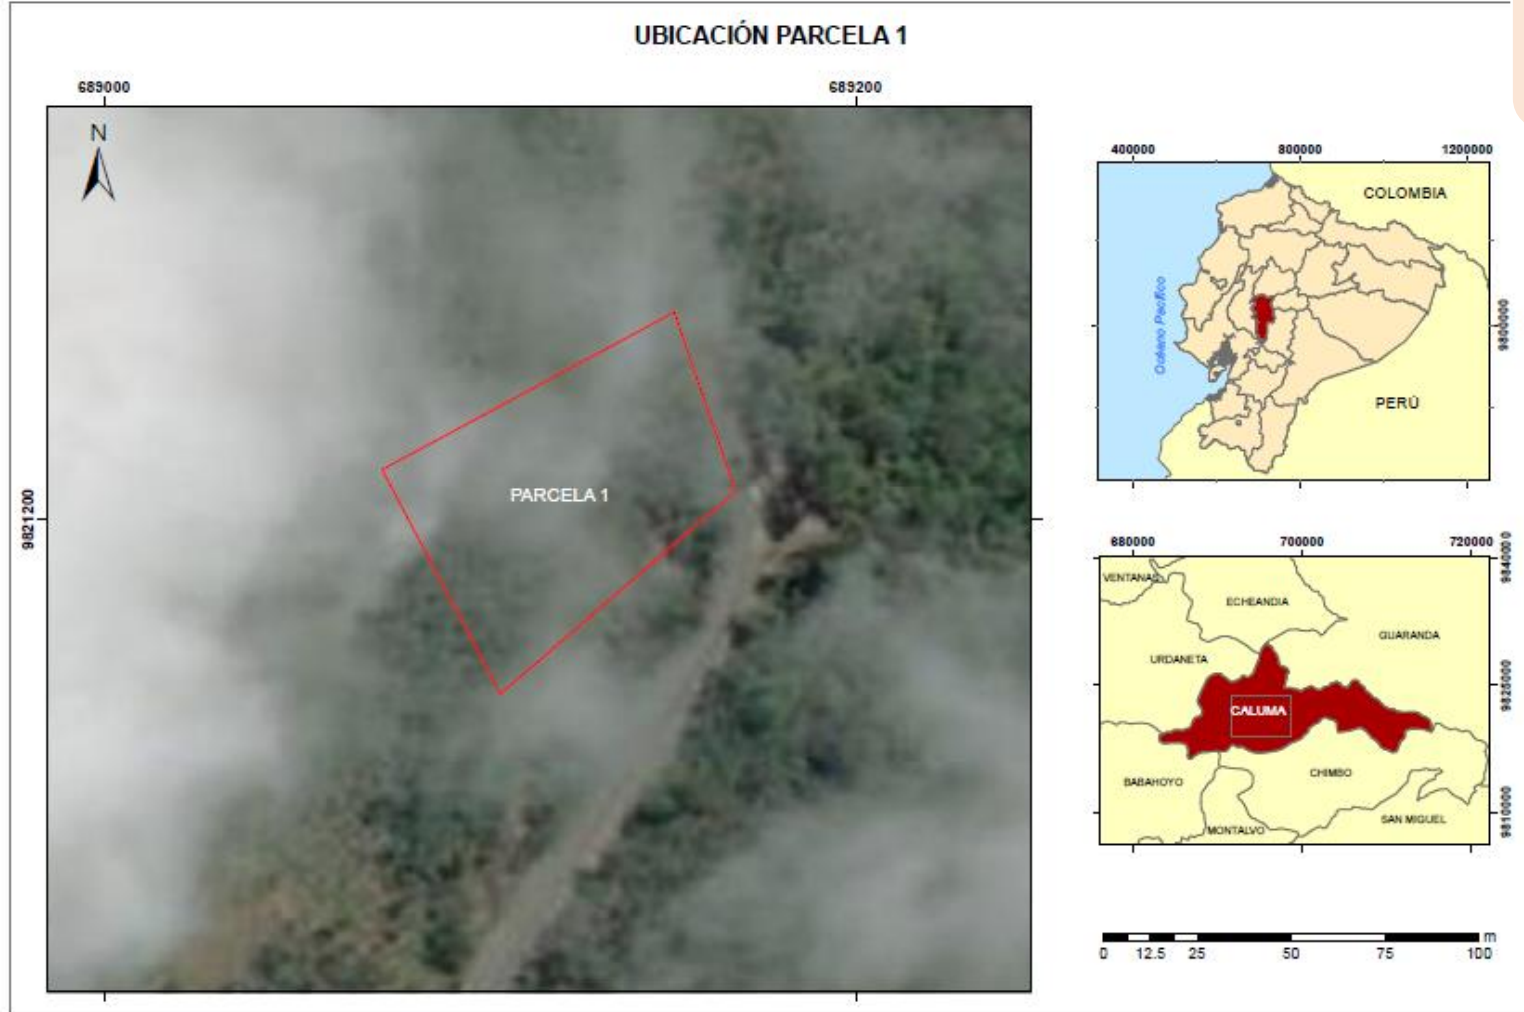 UBICACIÓN PARCELA 1
689000
689200
N
PARCELA 1
9821200
400000
800000
1200000
COLOMBIA
Océano Pacífico
PERÚ
9800000
680000
700000
720000
VENTANAS
ECHEANDIA
GUARANDA
URDANETA
CALUMA
BABAHOYO
CHIMBO
MONTALVO
SAN MIGUEL
9840000
9825000
9810000
m
0 12.5 25 50 75 100